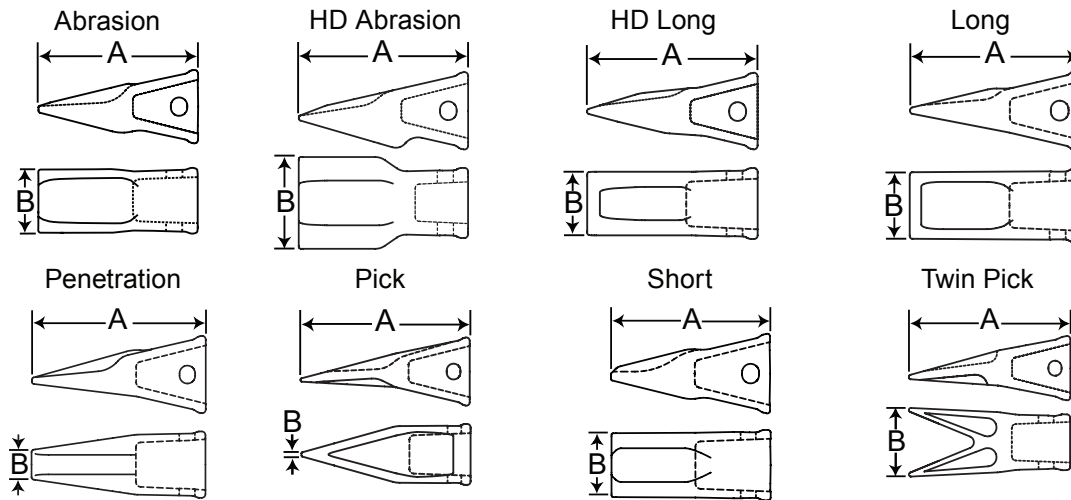 Abrasion HD Abrasion HD Long Long
A A A A
B B B B
Penetration Pick Short Twin Pick
A A A A
B B B B